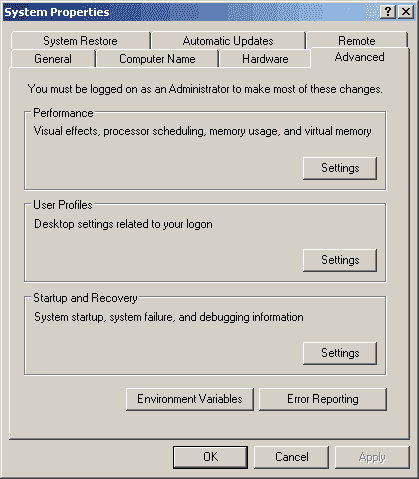 System Properties
System Restore
Automatic Updates
Remote
General
Computer Name
Hardware
Advanced
You must be logged on as an Administrator to make most of these changes.
Performance
Visual effects, processor scheduling, memory usage, and virtual memory
Settings
User Profiles
Desktop settings related to your logon
Settings
Startup and Recovery
System startup, system failure, and debugging information
Settings
Environment Variables
Error Reporting
OK
Cancel
Apply